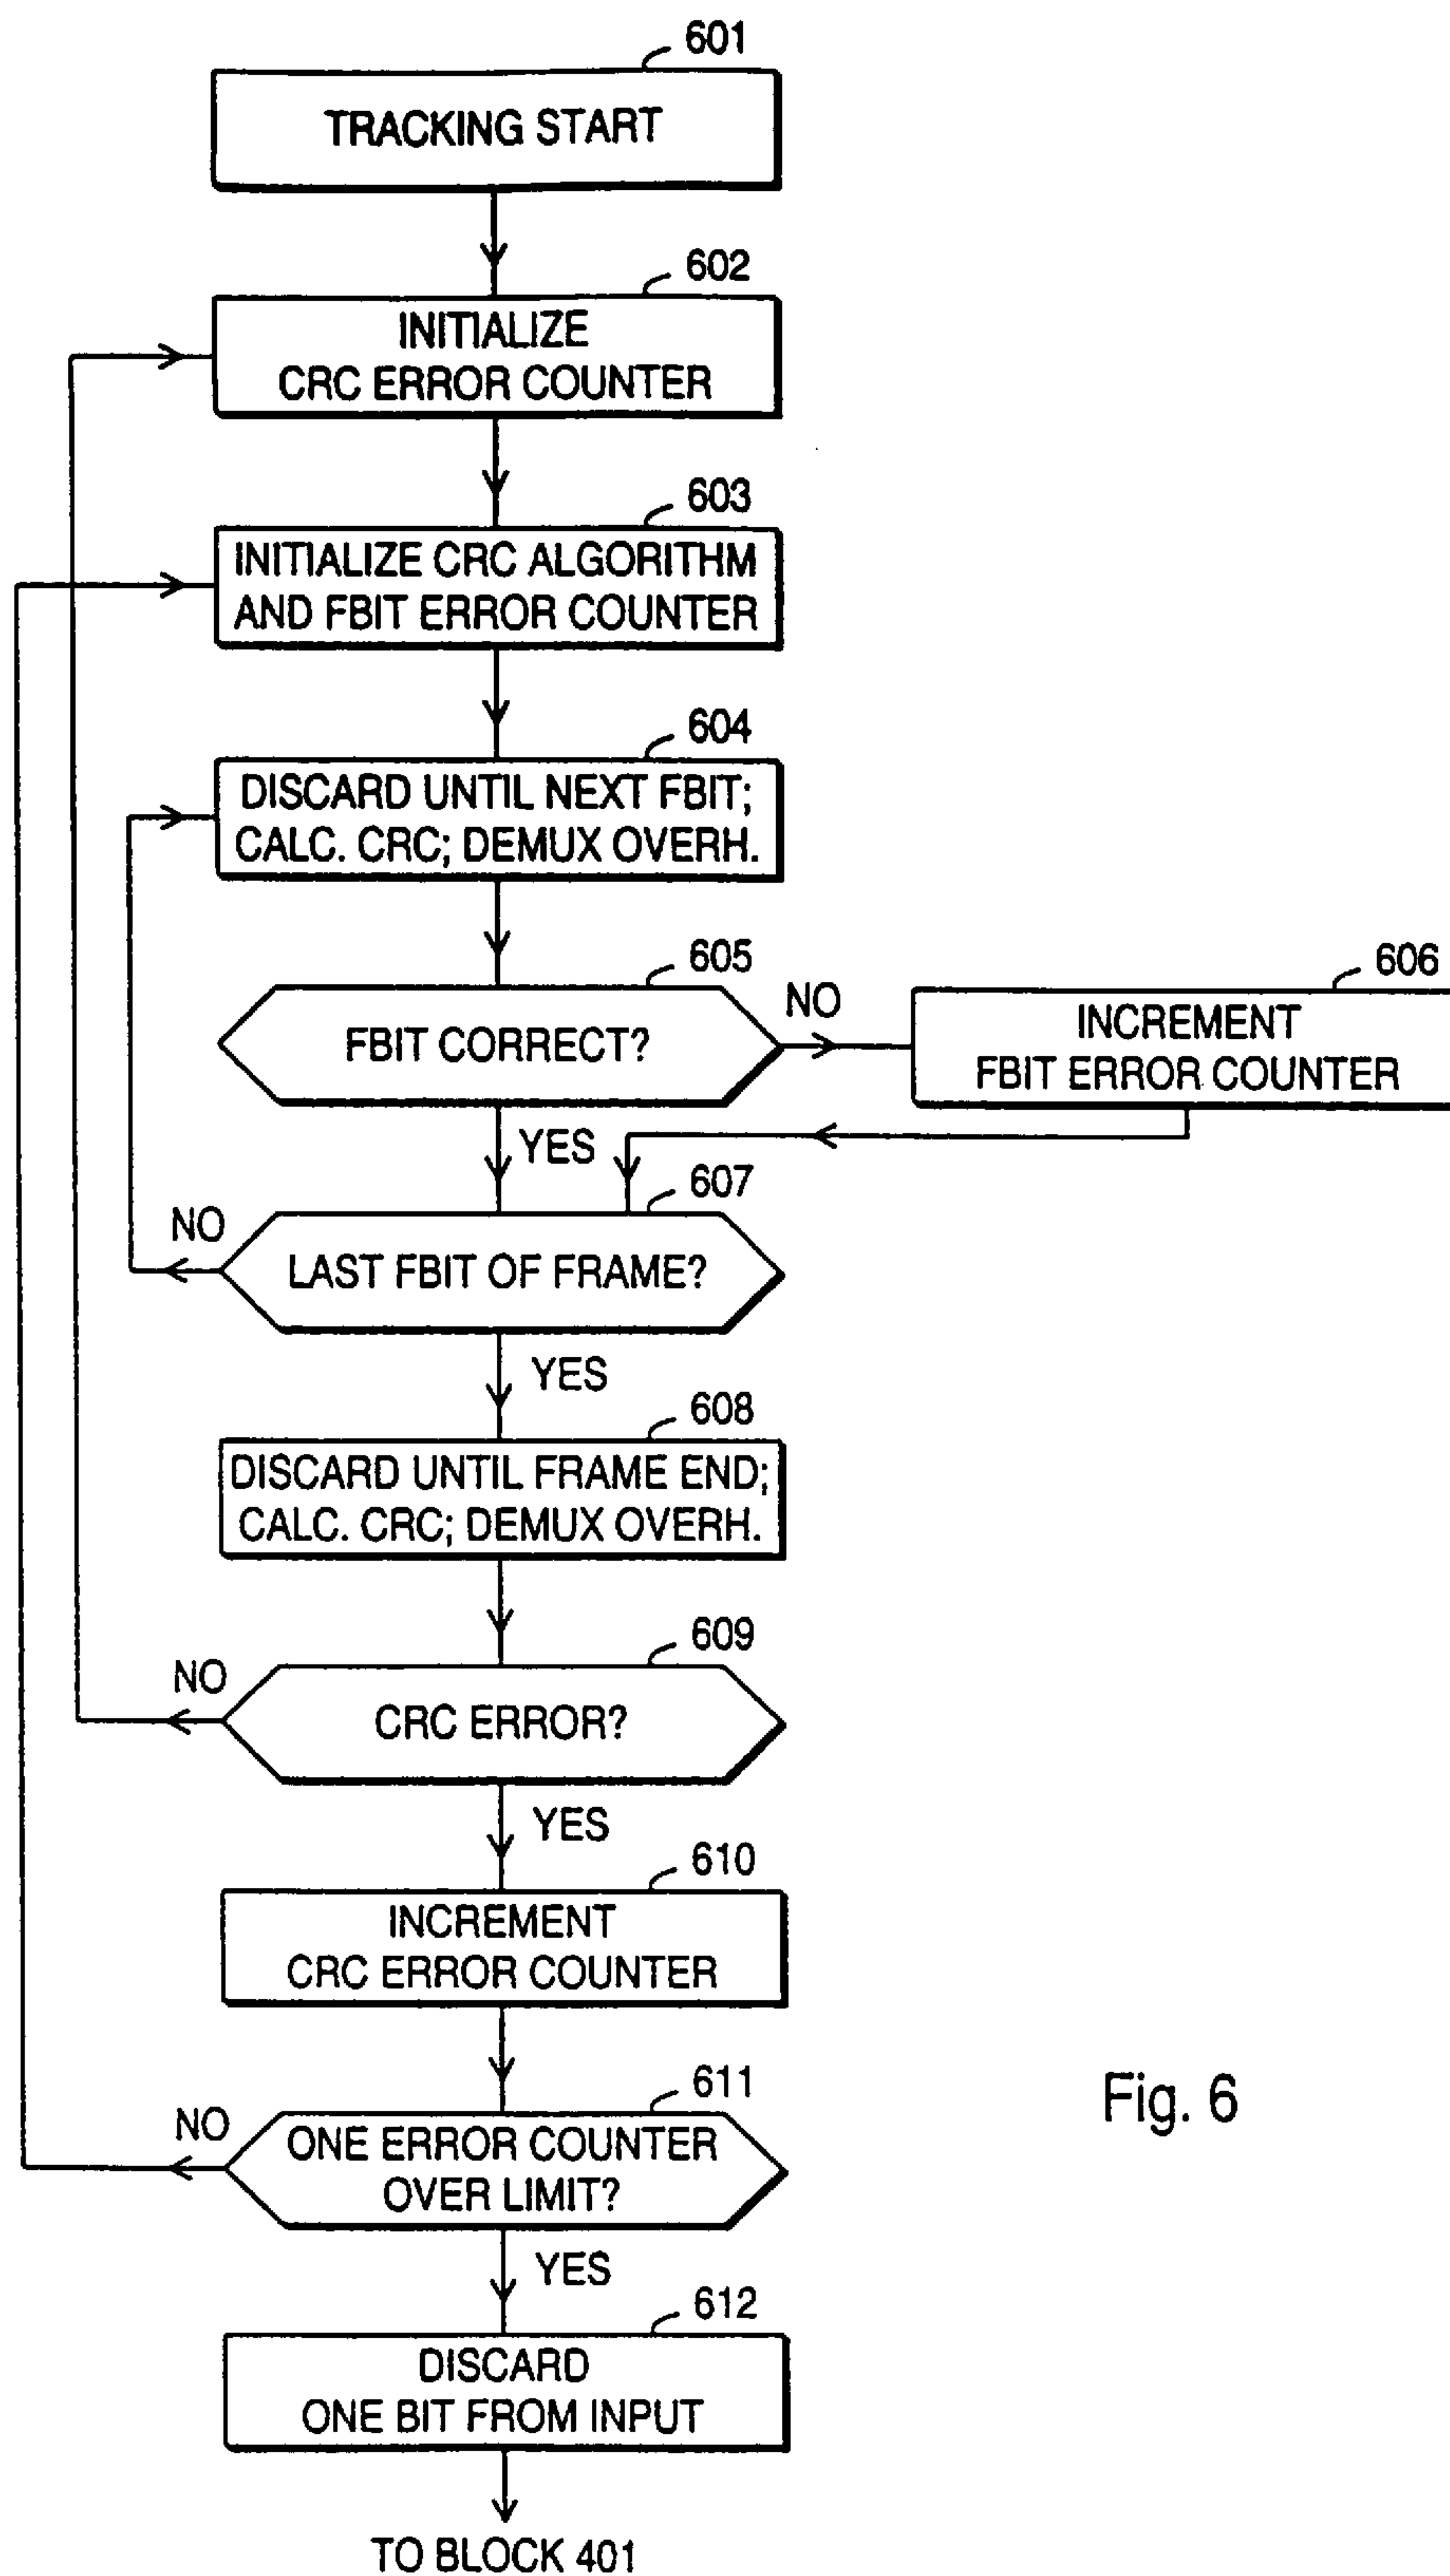 601
TRACKING START
602
INITIALIZE
CRC ERROR COUNTER
603
INITIALIZE CRC ALGORITHM
AND FBIT ERROR COUNTER
604
DISCARD UNTIL NEXT FBIT;
CALC. CRC; DEMUX OVERH.
605
FBIT CORRECT?
NO
606
INCREMENT
FBIT ERROR COUNTER
YES
607
NO
LAST FBIT OF FRAME?
YES
608
DISCARD UNTIL FRAME END;
CALC. CRC; DEMUX OVERH.
609
NO
CRC ERROR?
YES
610
INCREMENT
CRC ERROR COUNTER
611
NO
ONE ERROR COUNTER
OVER LIMIT?
YES
612
DISCARD
ONE BIT FROM INPUT
TO BLOCK 401
Fig. 6